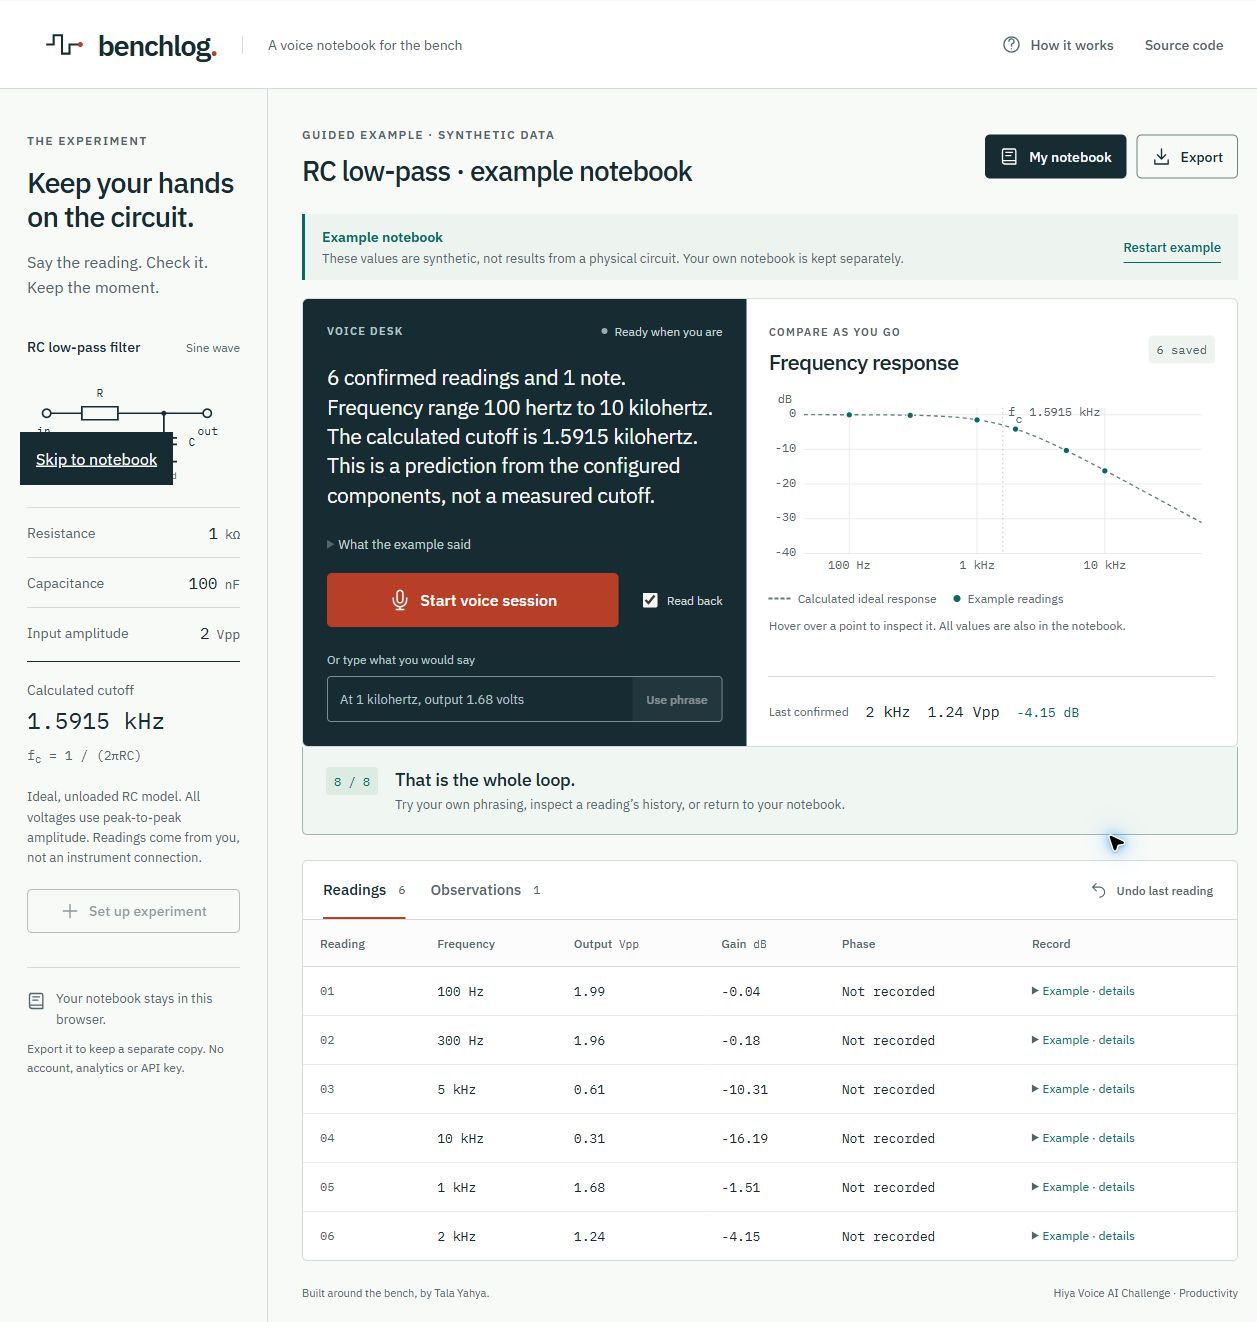 benchlog.
A voice notebook for the bench
How it works
Source code
THE EXPERIMENT
Keep your hands
on the circuit.
Say the reading. Check it.
Keep the moment.
RC low-pass filter
Sine wave
R
in
out
C
Skip to notebook
Resistance
1 kΩ
Capacitance
100 nF
Input amplitude
2 Vpp
Calculated cutoff
1.5915 kHz
fc = 1 / (2πRC)
Ideal, unloaded RC model. All
voltages use peak-to-peak
amplitude. Readings come from you,
not an instrument connection.
Set up experiment
Your notebook stays in this
browser.
Export it to keep a separate copy. No
account, analytics or API key.
GUIDED EXAMPLE · SYNTHETIC DATA
RC low-pass · example notebook
My notebook
Export
Example notebook
These values are synthetic, not results from a physical circuit. Your own notebook is kept separately.
Restart example
VOICE DESK
Ready when you are
6 confirmed readings and 1 note.
Frequency range 100 hertz to 10 kilohertz.
The calculated cutoff is 1.5915 kilohertz.
This is a prediction from the configured
components, not a measured cutoff.
What the example said
Start voice session
Read back
Or type what you would say
At 1 kilohertz, output 1.68 volts
Use phrase
COMPARE AS YOU GO
Frequency response
6 saved
dB
0
-10
-20
-30
-40
fc 1.5915 kHz
100 Hz
1 kHz
10 kHz
Calculated ideal response
Example readings
Hover over a point to inspect it. All values are also in the notebook.
Last confirmed 2 kHz 1.24 Vpp -4.15 dB
8 / 8
That is the whole loop.
Try your own phrasing, inspect a reading’s history, or return to your notebook.
Readings 6
Observations 1
Undo last reading
Reading Frequency Output Vpp Gain dB Phase Record
01 100 Hz 1.99 -0.04 Not recorded Example · details
02 300 Hz 1.96 -0.18 Not recorded Example · details
03 5 kHz 0.61 -10.31 Not recorded Example · details
04 10 kHz 0.31 -16.19 Not recorded Example · details
05 1 kHz 1.68 -1.51 Not recorded Example · details
06 2 kHz 1.24 -4.15 Not recorded Example · details
Built around the bench, by Tala Yahya.
Hiya Voice AI Challenge · Productivity